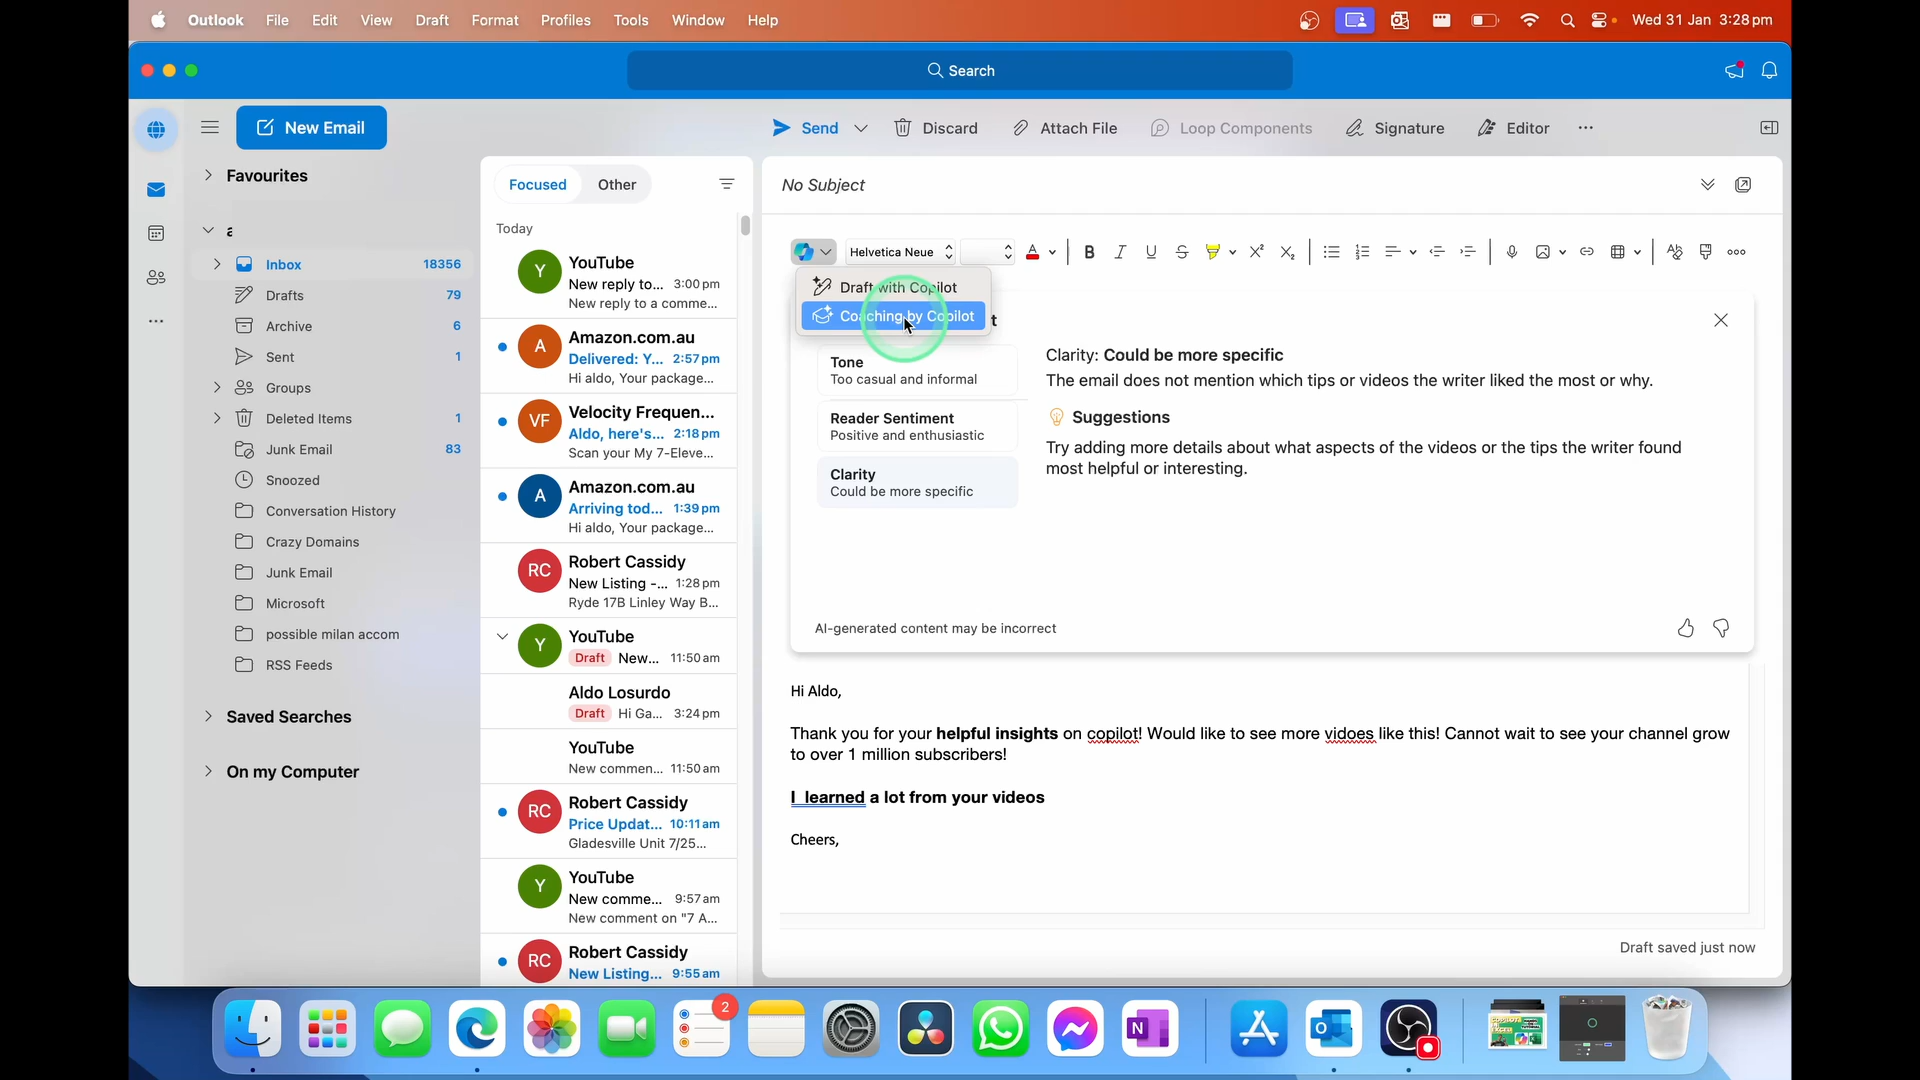 Outlook File Edit View Draft Format Profiles Tools Window Help
Wed 31 Jan 3:28 pm
Search
New Email
Send
Discard
Attach File
Loop Components
Signature
Editor
Favourites
Inbox 18356
Drafts 79
Archive 6
Sent 1
Groups
Deleted Items 1
Junk Email 83
Snoozed
Conversation History
Crazy Domains
Junk Email
Microsoft
possible milan accom
RSS Feeds
Saved Searches
On my Computer
Focused Other
Today
Y
YouTube
New reply to... 3:00 pm
New reply to a comme...
A
Amazon.com.au
Delivered: Y... 2:57 pm
Hi aldo, Your package...
VF
Velocity Frequen...
Aldo, here's... 2:18 pm
Scan your My 7-Eleve...
A
Amazon.com.au
Arriving tod... 1:39 pm
Hi aldo, Your package...
RC
Robert Cassidy
New Listing -... 1:28 pm
Ryde 17B Linley Way B...
Y
YouTube
Draft New... 11:50 am
Aldo Losurdo
Draft Hi Ga... 3:24 pm
YouTube
New commen... 11:50 am
RC
Robert Cassidy
Price Updat... 10:11 am
Gladesville Unit 7/25...
Y
YouTube
New comme... 9:57 am
New comment on "7 A...
RC
Robert Cassidy
New Listing... 9:55 am
No Subject
Helvetica Neue
Draft with Copilot
Coaching by Copilot
Tone
Too casual and informal
Reader Sentiment
Positive and enthusiastic
Clarity
Could be more specific
Clarity: Could be more specific
The email does not mention which tips or videos the writer liked the most or why.
Suggestions
Try adding more details about what aspects of the videos or the tips the writer found
most helpful or interesting.
AI-generated content may be incorrect
Hi Aldo,
Thank you for your helpful insights on copilot! Would like to see more vidoes like this! Cannot wait to see your channel grow
to over 1 million subscribers!
I learned a lot from your videos
Cheers,
Draft saved just now
2